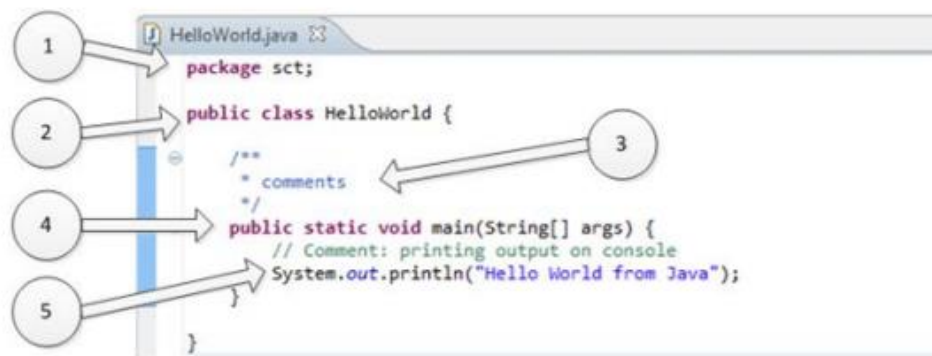 HelloWorld.java
1
package sct;
2
public class HelloWorld {
3
/**
* comments
*/
4
public static void main(String[] args) {
// Comment: printing output on console
5
System.out.println("Hello World from Java");
}
}